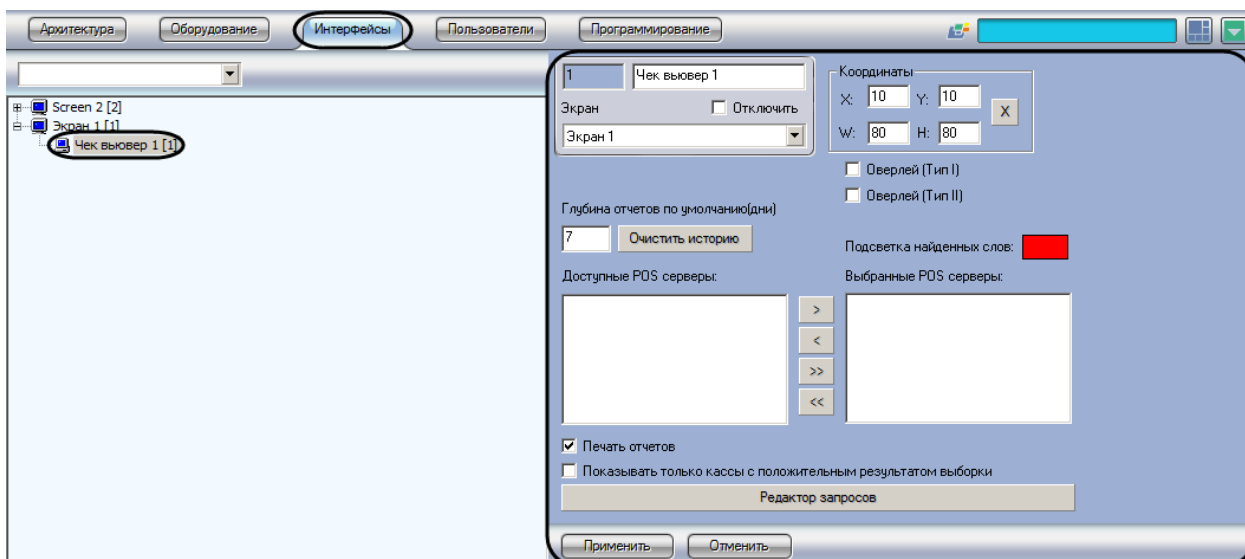 Архитектура Оборудование Интерфейсы Пользователи Программирование
Screen 2 [2]
Экран 1 [1]
Чек вьювер 1 [1]
1 Чек вьювер 1
Экран Отключить
Экран 1
Координаты
X: 10 Y: 10
X
W: 80 H: 80
Оверлей (Тип I)
Оверлей (Тип II)
Глубина отчетов по умолчанию(дни)
7 Очистить историю
Подсветка найденных слов:
Доступные POS серверы: Выбранные POS серверы:
>
<
>>
<<
Печать отчетов
Показывать только кассы с положительным результатом выборки
Редактор запросов
Применить Отменить